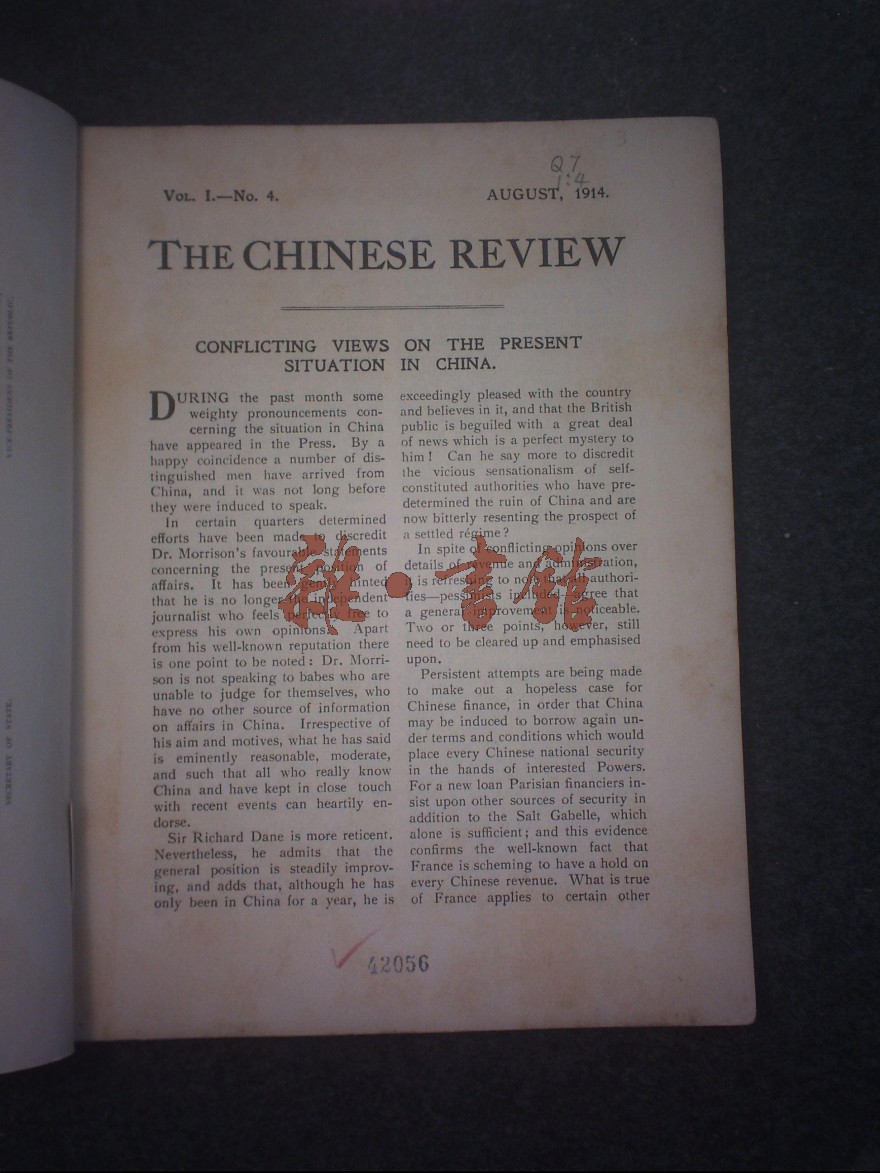 Q7
1:4
VOL. I.—No. 4.
AUGUST, 1914.
THE CHINESE REVIEW
CONFLICTING VIEWS ON THE PRESENT
SITUATION IN CHINA.
DURING the past month some
weighty pronouncements con-
cerning the situation in China
have appeared in the Press. By a
happy coincidence a number of dis-
tinguished men have arrived from
China, and it was not long before
they were induced to speak.
In certain quarters determined
efforts have been made to discredit
Dr. Morrison's favourable statements
concerning the present position of
affairs. It has been gently hinted
that he is no longer the independent
journalist who feels perfectly free to
express his own opinions. Apart
from his well-known reputation there
is one point to be noted: Dr. Morri-
son is not speaking to babes who are
unable to judge for themselves, who
have no other source of information
on affairs in China. Irrespective of
his aim and motives, what he has said
is eminently reasonable, moderate,
and such that all who really know
China and have kept in close touch
with recent events can heartily en-
dorse.
Sir Richard Dane is more reticent.
Nevertheless, he admits that the
general position is steadily improv-
ing, and adds that, although he has
only been in China for a year, he is
exceedingly pleased with the country
and believes in it, and that the British
public is beguiled with a great deal
of news which is a perfect mystery to
him! Can he say more to discredit
the vicious sensationalism of self-
constituted authorities who have pre-
determined the ruin of China and are
now bitterly resenting the prospect of
a settled régime?
In spite of conflicting opinions over
details of revenue and administration,
is refreshing to note that all authori-
ties—pessimists included—agree that
a general improvement is noticeable.
Two or three points, however, still
need to be cleared up and emphasised
upon.
Persistent attempts are being made
to make out a hopeless case for
Chinese finance, in order that China
may be induced to borrow again un-
der terms and conditions which would
place every Chinese national security
in the hands of interested Powers.
For a new loan Parisian financiers in-
sist upon other sources of security in
addition to the Salt Gabelle, which
alone is sufficient; and this evidence
confirms the well-known fact that
France is scheming to have a hold on
every Chinese revenue. What is true
of France applies to certain other
42056
雜·書館
VICE-PRESIDENT OF THE REPUBLIC.
SECRETARY OF STATE.